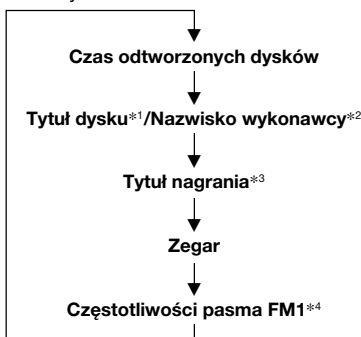 Czas odtworzonych dysków
Tytuł dysku*1/Nazwisko wykonawcy*2
Tytuł nagrania*3
Zegar
Częstotliwości pasma FM1*4